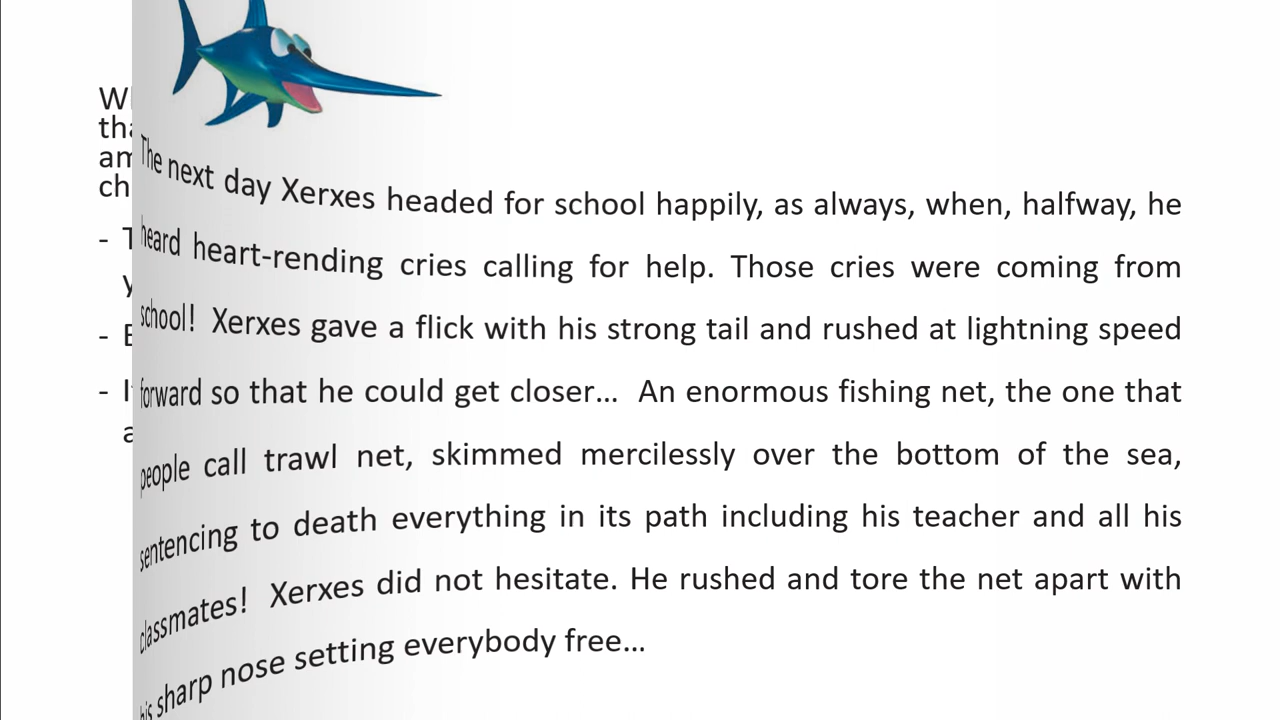 The next day Xerxes headed for school happily, as always, when, halfway, he
heard heart-rending cries calling for help. Those cries were coming from
school! Xerxes gave a flick with his strong tail and rushed at lightning speed
forward so that he could get closer... An enormous fishing net, the one that
people call trawl net, skimmed mercilessly over the bottom of the sea,
sentencing to death everything in its path including his teacher and all his
classmates! Xerxes did not hesitate. He rushed and tore the net apart with
his sharp nose setting everybody free...